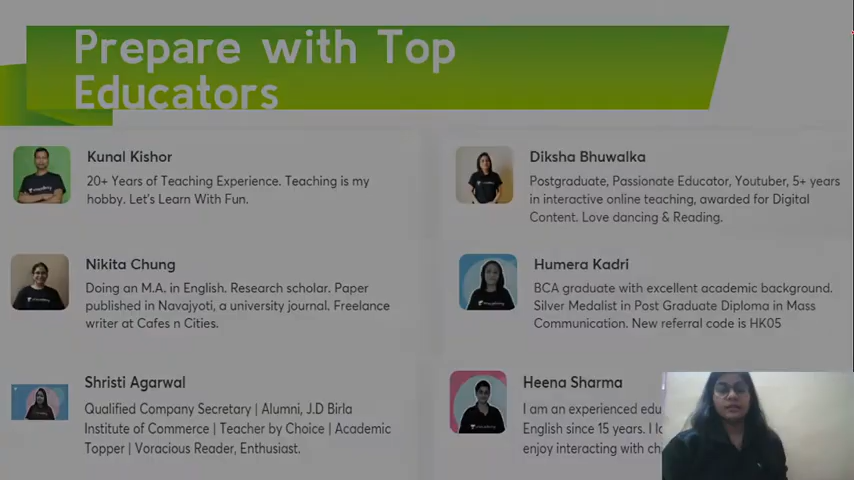 Prepare with Top
Educators
Kunal Kishor
20+ Years of Teaching Experience. Teaching is my
hobby. Let's Learn With Fun.
Diksha Bhuwalka
Postgraduate, Passionate Educator, Youtuber, 5+ years
in interactive online teaching, awarded for Digital
Content. Love dancing & Reading.
Nikita Chung
Doing an M.A. in English. Research scholar. Paper
published in Navajyoti, a university journal. Freelance
writer at Cafes n Cities.
Humera Kadri
BCA graduate with excellent academic background.
Silver Medalist in Post Graduate Diploma in Mass
Communication. New referral code is HK05
Shristi Agarwal
Qualified Company Secretary | Alumni, J.D Birla
Institute of Commerce | Teacher by Choice | Academic
Topper | Voracious Reader, Enthusiast.
Heena Sharma
I am an experienced edu
English since 15 years. I
enjoy interacting with ch